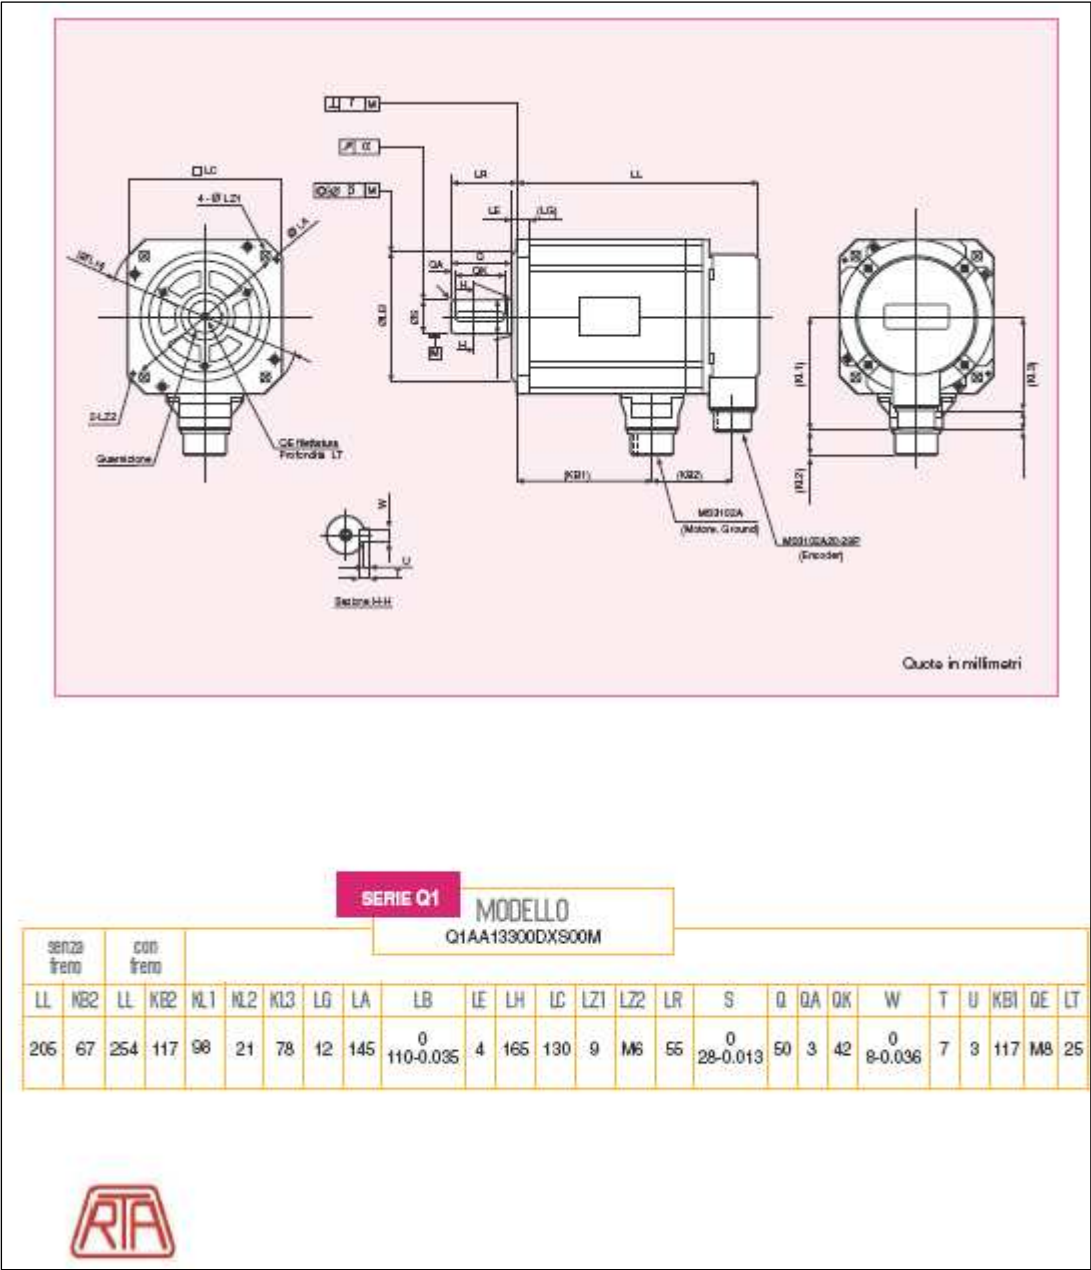 ⊥ T M
↗ α
◎ Ø β M
LR
LL
□LC
4 - Ø LZ1
Ø LA
LE
(LG)
(ØLH)
Q
QA
QK
H
ØLB
ØS
H
M
(KL1)
(KL3)
2-LZ2
QE filettatura
Profondità LT
Guarnizione
(KB1)
(KB2)
(KL2)
W
MS3102A
(Motore, Ground)
MS3102A20-29P
(Encoder)
U
T
Sezione H-H
Quote in millimetri
SERIE Q1
MODELLO
Q1AA13300DXS00M
senza
freno
con
freno
LL KB2 LL KB2 KL1 KL2 KL3 LG LA LB LE LH LC LZ1 LZ2 LR S Q QA QK W T U KB1 QE LT
0 0 0
205 67 254 117 98 21 78 12 145 110-0.035 4 165 130 9 M6 55 28-0.013 50 3 42 8-0.036 7 3 117 M8 25
RTA